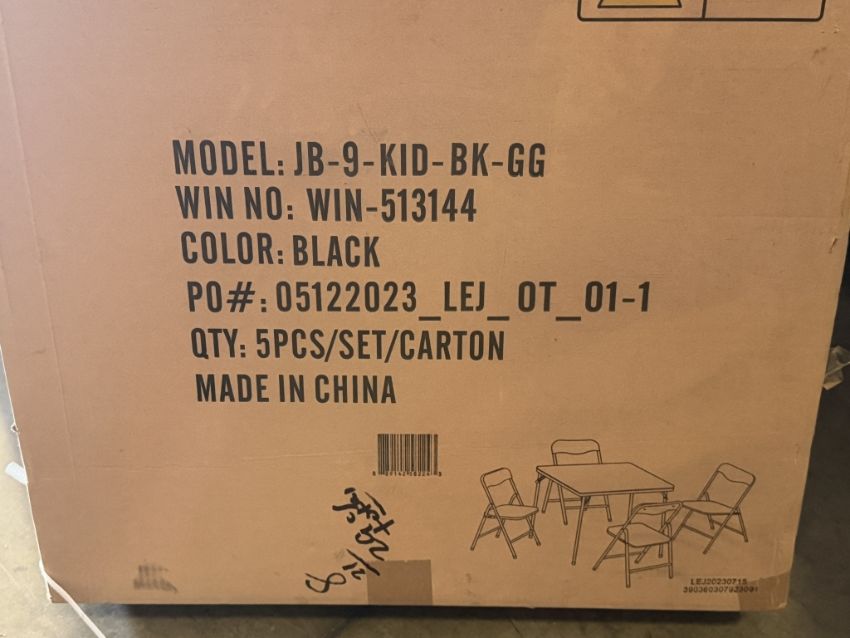 MODEL: JB-9-KID-BK-GG
WIN NO: WIN-513144
COLOR: BLACK
PO#: 05122023_LEJ_OT_01-1
QTY: 5PCS/SET/CARTON
MADE IN CHINA
LEJ20230715